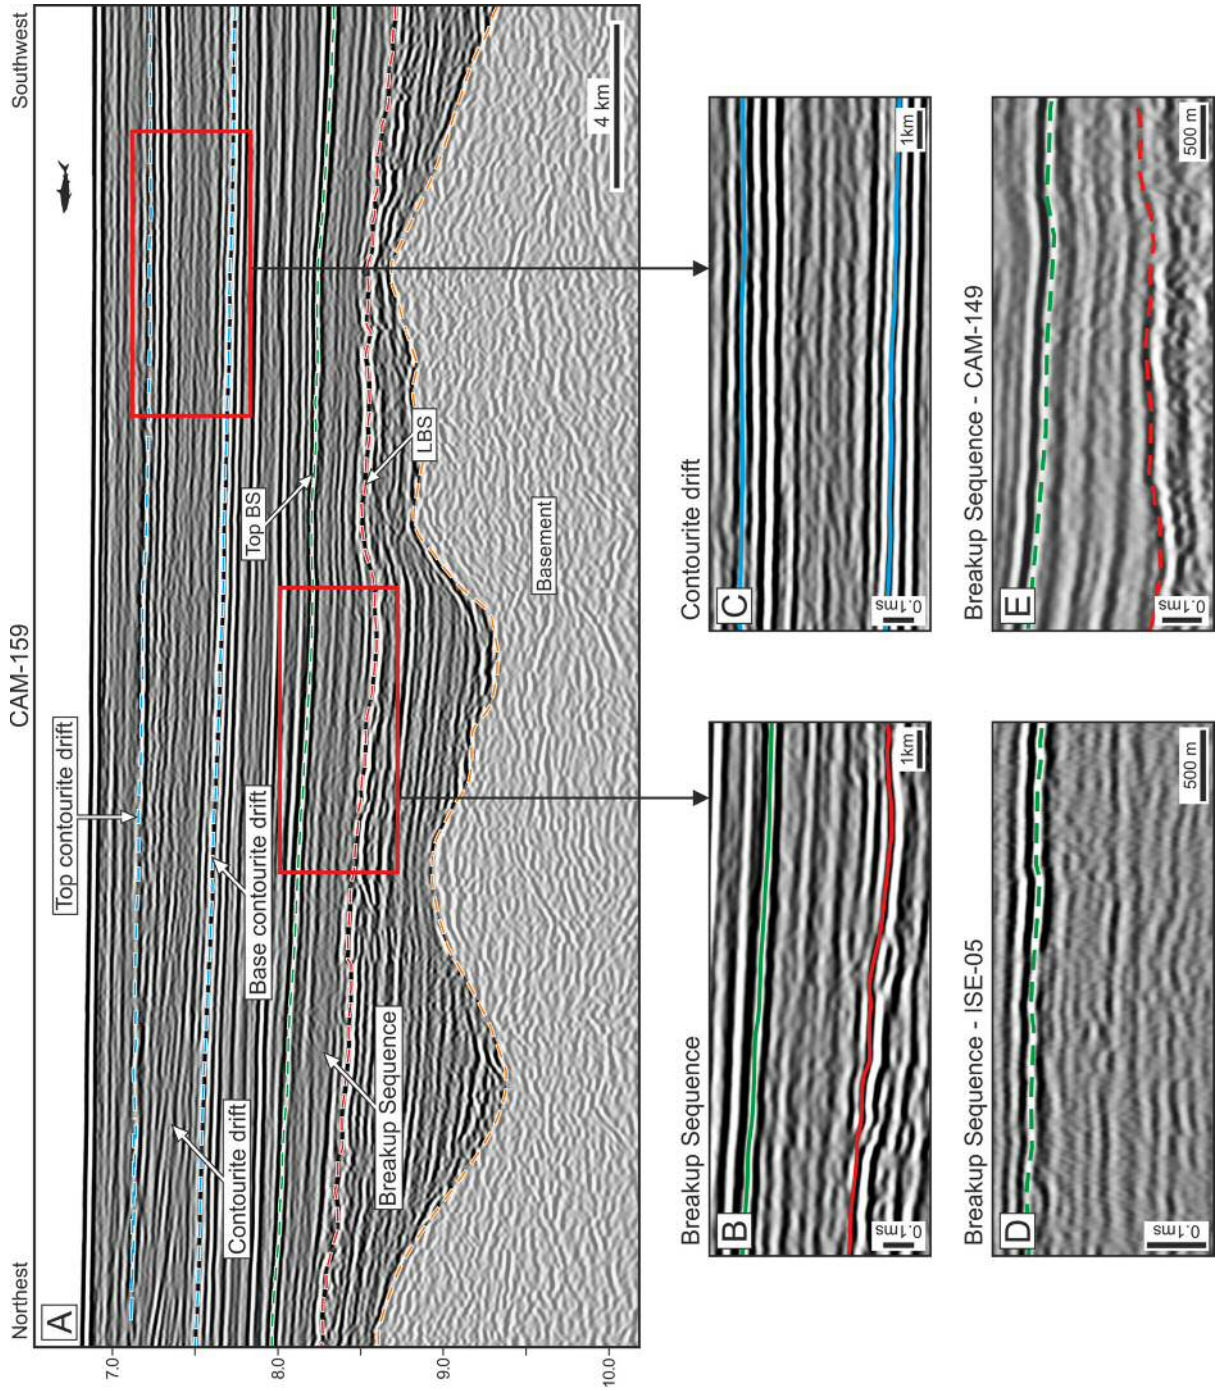 CAM-159
Northest
Southwest
A
Top contourite drift
Contourite drift
Base contourite drift
Top BS
Breakup Sequence
LBS
Basement
4 km
7.0
8.0
9.0
10.0
Breakup Sequence
B
0.1ms
1km
Contourite drift
C
0.1ms
1km
Breakup Sequence - ISE-05
D
0.1ms
500 m
Breakup Sequence - CAM-149
E
0.1ms
500 m